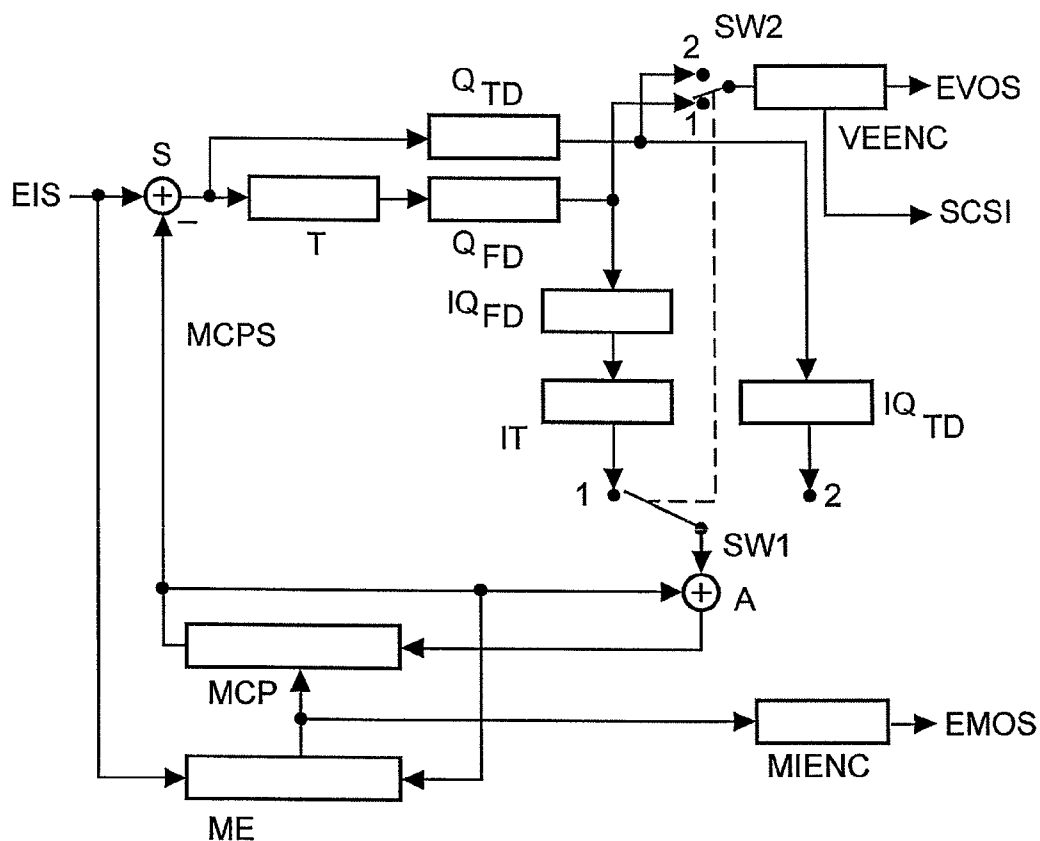 SW2
2
Q TD
EVOS
1
VEENC
S
EIS
SCSI
T
Q FD
IQ FD
MCPS
IQ TD
IT
1
2
SW1
A
MCP
EMOS
MIENC
ME